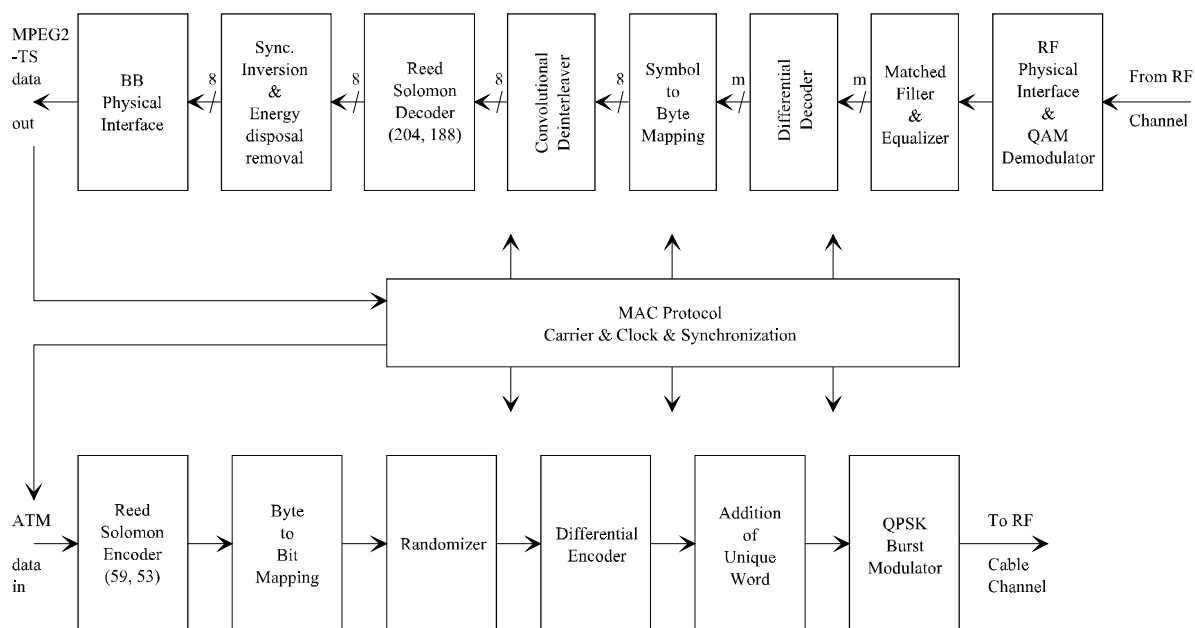 MPEG2
-TS
data
out
BB
Physical
Interface
8
Sync.
Inversion
&
Energy
disposal
removal
8
Reed
Solomon
Decoder
(204, 188)
8
Convolutional
Deinterleaver
8
Symbol
to
Byte
Mapping
m
Differential
Decoder
m
Matched
Filter
&
Equalizer
RF
Physical
Interface
&
QAM
Demodulator
From RF
Channel
MAC Protocol
Carrier & Clock & Synchronization
ATM
data
in
Reed
Solomon
Encoder
(59, 53)
Byte
to
Bit
Mapping
Randomizer
Differential
Encoder
Addition
of
Unique
Word
QPSK
Burst
Modulator
To RF
Cable
Channel